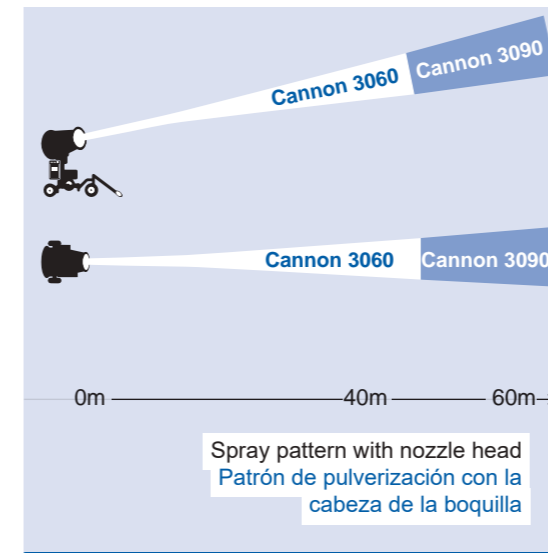 Cannon 3060 Cannon 3090
Cannon 3060 Cannon 3090
0m 40m 60m
Spray pattern with nozzle head
Patrón de pulverización con la
cabeza de la boquilla